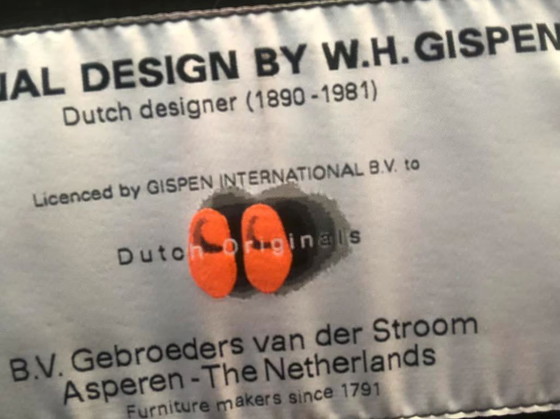 NAL DESIGN BY W.H. GISPEN
Dutch designer (1890-1981)
Licenced by GISPEN INTERNATIONAL B.V. to
Dutch Originals
B.V. Gebroeders van der Stroom
Asperen - The Netherlands
Furniture makers since 1791